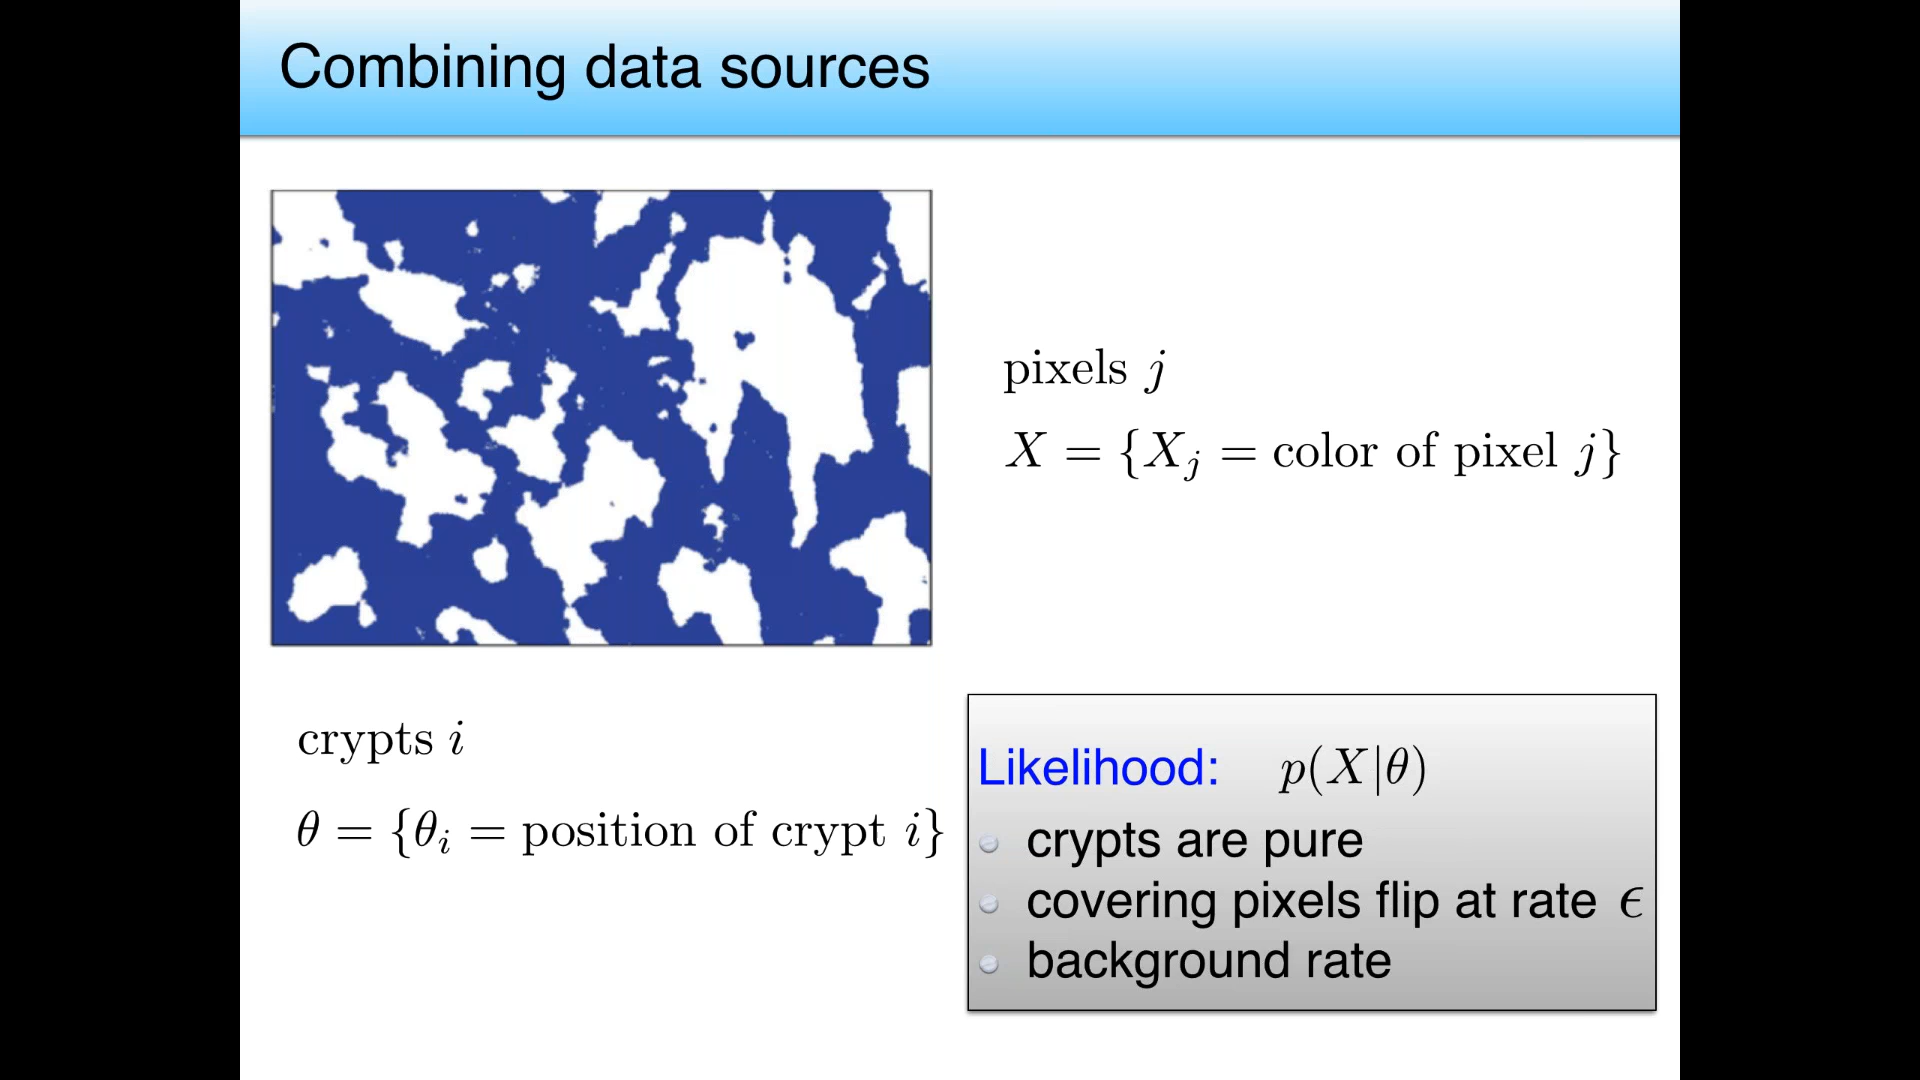 Combining data sources
pixels j
X = {X_j = color of pixel j}
crypts i
θ = {θ_i = position of crypt i}
Likelihood: p(X|θ)
crypts are pure
covering pixels flip at rate ϵ
background rate